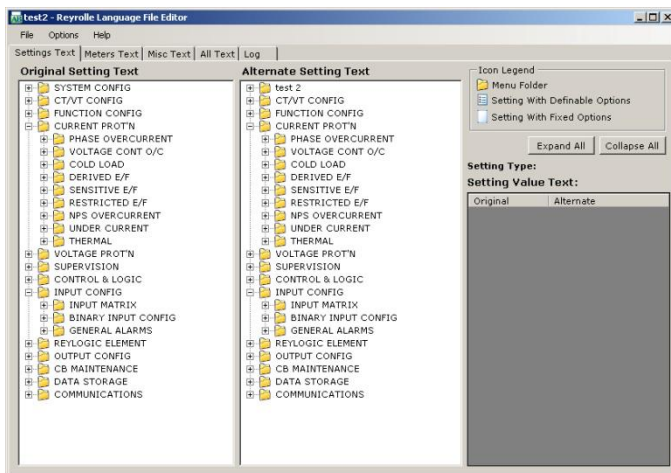 test2 - Reyrolle Language File Editor
File Options Help
Settings Text Meters Text Misc Text All Text Log
Original Setting Text
SYSTEM CONFIG
CT/VT CONFIG
FUNCTION CONFIG
CURRENT PROT'N
PHASE OVERCURRENT
VOLTAGE CONT O/C
COLD LOAD
DERIVED E/F
SENSITIVE E/F
RESTRICTED E/F
NPS OVERCURRENT
UNDER CURRENT
THERMAL
VOLTAGE PROT'N
SUPERVISION
CONTROL & LOGIC
INPUT CONFIG
INPUT MATRIX
BINARY INPUT CONFIG
GENERAL ALARMS
REYLOGIC ELEMENT
OUTPUT CONFIG
CB MAINTENANCE
DATA STORAGE
COMMUNICATIONS
Alternate Setting Text
test 2
CT/VT CONFIG
FUNCTION CONFIG
CURRENT PROT'N
PHASE OVERCURRENT
VOLTAGE CONT O/C
COLD LOAD
DERIVED E/F
SENSITIVE E/F
RESTRICTED E/F
NPS OVERCURRENT
UNDER CURRENT
THERMAL
VOLTAGE PROT'N
SUPERVISION
CONTROL & LOGIC
INPUT CONFIG
INPUT MATRIX
BINARY INPUT CONFIG
GENERAL ALARMS
REYLOGIC ELEMENT
OUTPUT CONFIG
CB MAINTENANCE
DATA STORAGE
COMMUNICATIONS
Icon Legend
Menu Folder
Setting With Definable Options
Setting With Fixed Options
Expand All Collapse All
Setting Type:
Setting Value Text:
Original Alternate